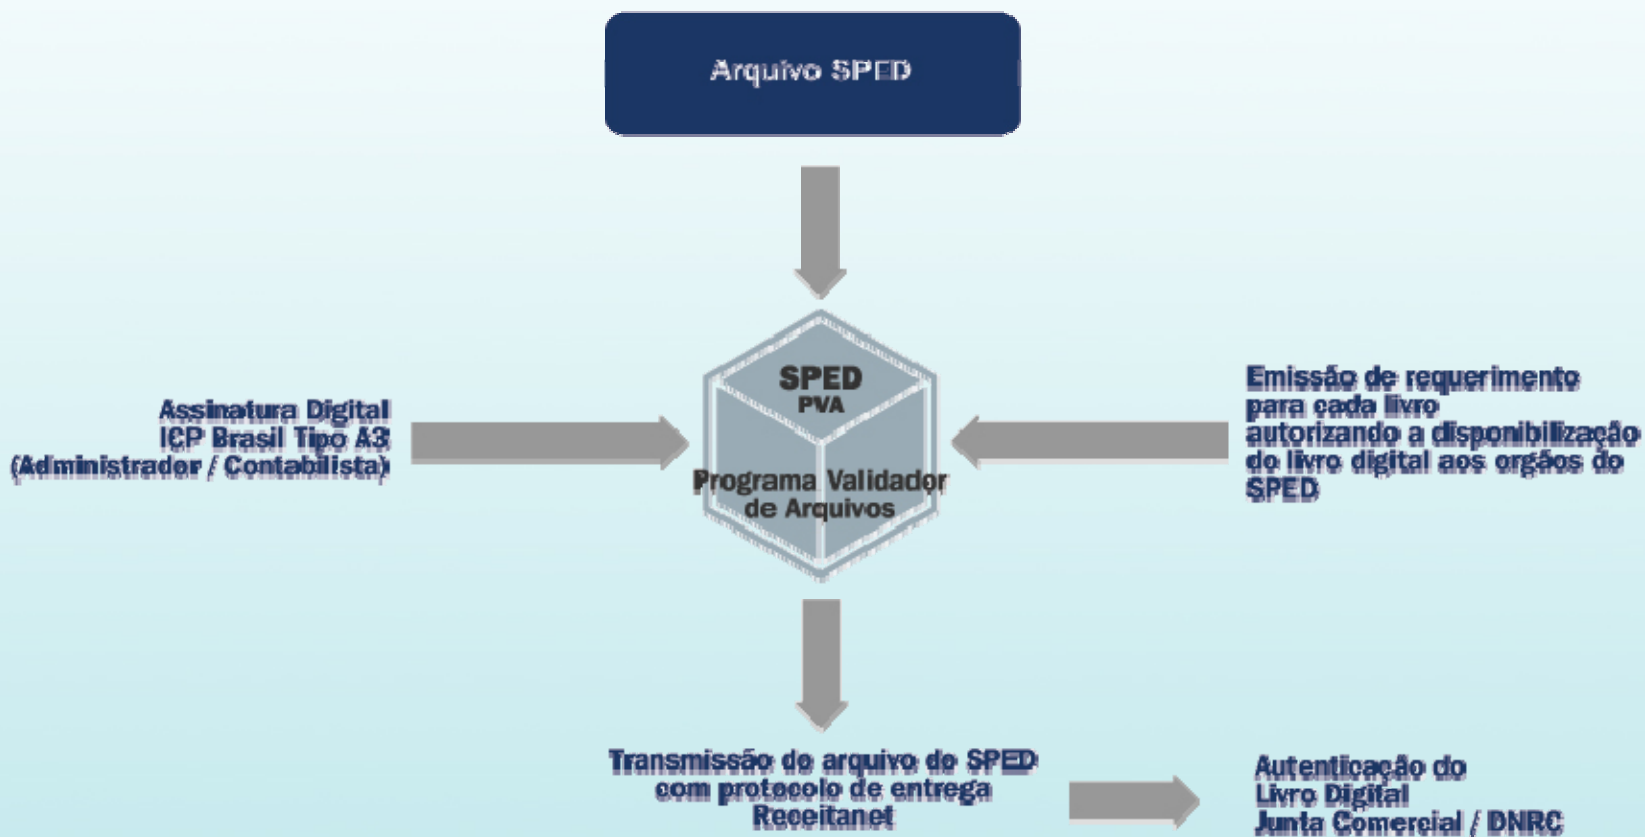 Arquivo SPED
SPED
PVA
Programa Validador
de Arquivos
Assinatura Digital
ICP Brasil Tipo A3
(Administrador / Contabilista)
Emissão de requerimento
para cada livro
autorizando a disponibilização
do livro digital aos orgãos do
SPED
Transmissão do arquivo do SPED
com protocolo de entrega
Receitanet
Autenticação do
Livro Digital
Junta Comercial / DNRC